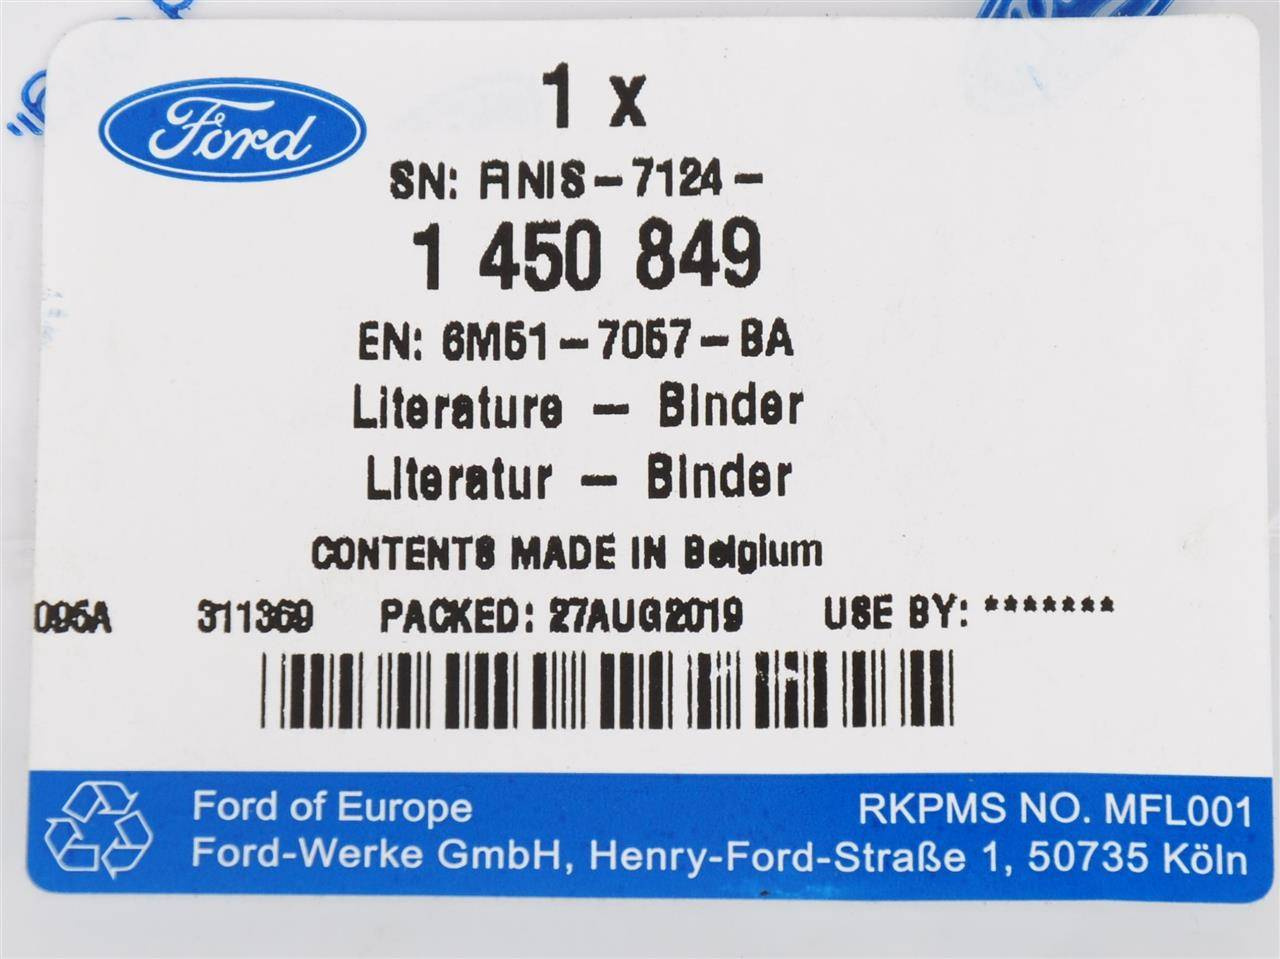 Ford
1 x
SN: FINIS-7124-
1 450 849
EN: 6M51-7057-BA
Literature - Binder
Literatur - Binder
CONTENTS MADE IN Belgium
095A 311369 PACKED: 27AUG2019 USE BY: *******
Ford of Europe RKPMS NO. MFL001
Ford-Werke GmbH, Henry-Ford-Straße 1, 50735 Köln